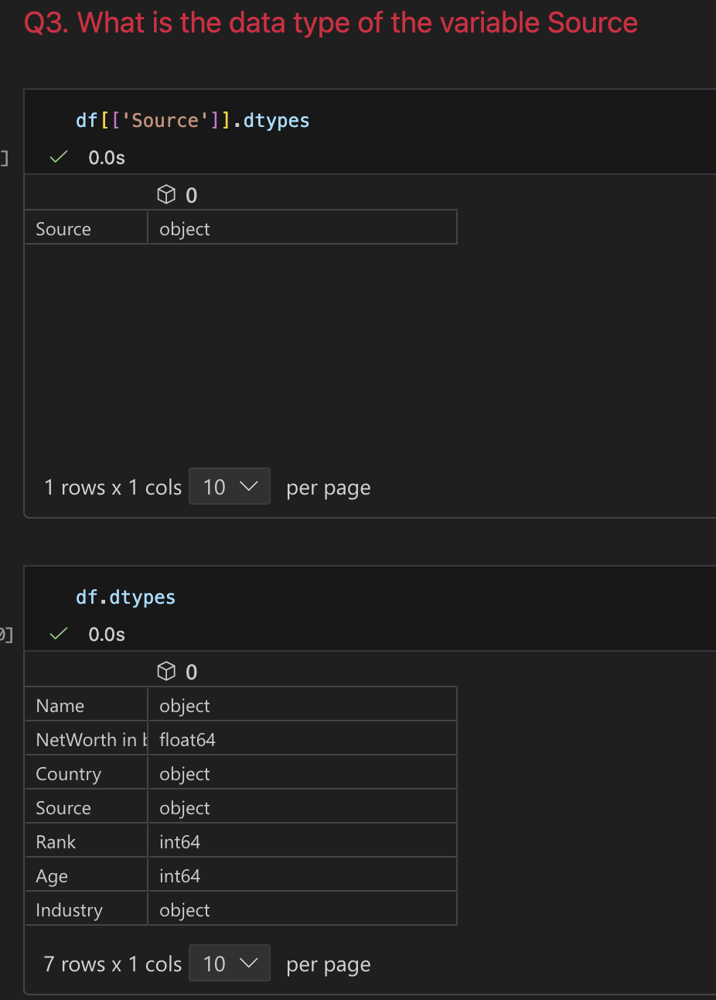 Q3. What is the data type of the variable Source
df[['Source']].dtypes
]
0.0s
0
Source object
1 rows x 1 cols 10 per page
df.dtypes
0]
0.0s
0
Name object
NetWorth in float64
Country object
Source object
Rank int64
Age int64
Industry object
7 rows x 1 cols 10 per page